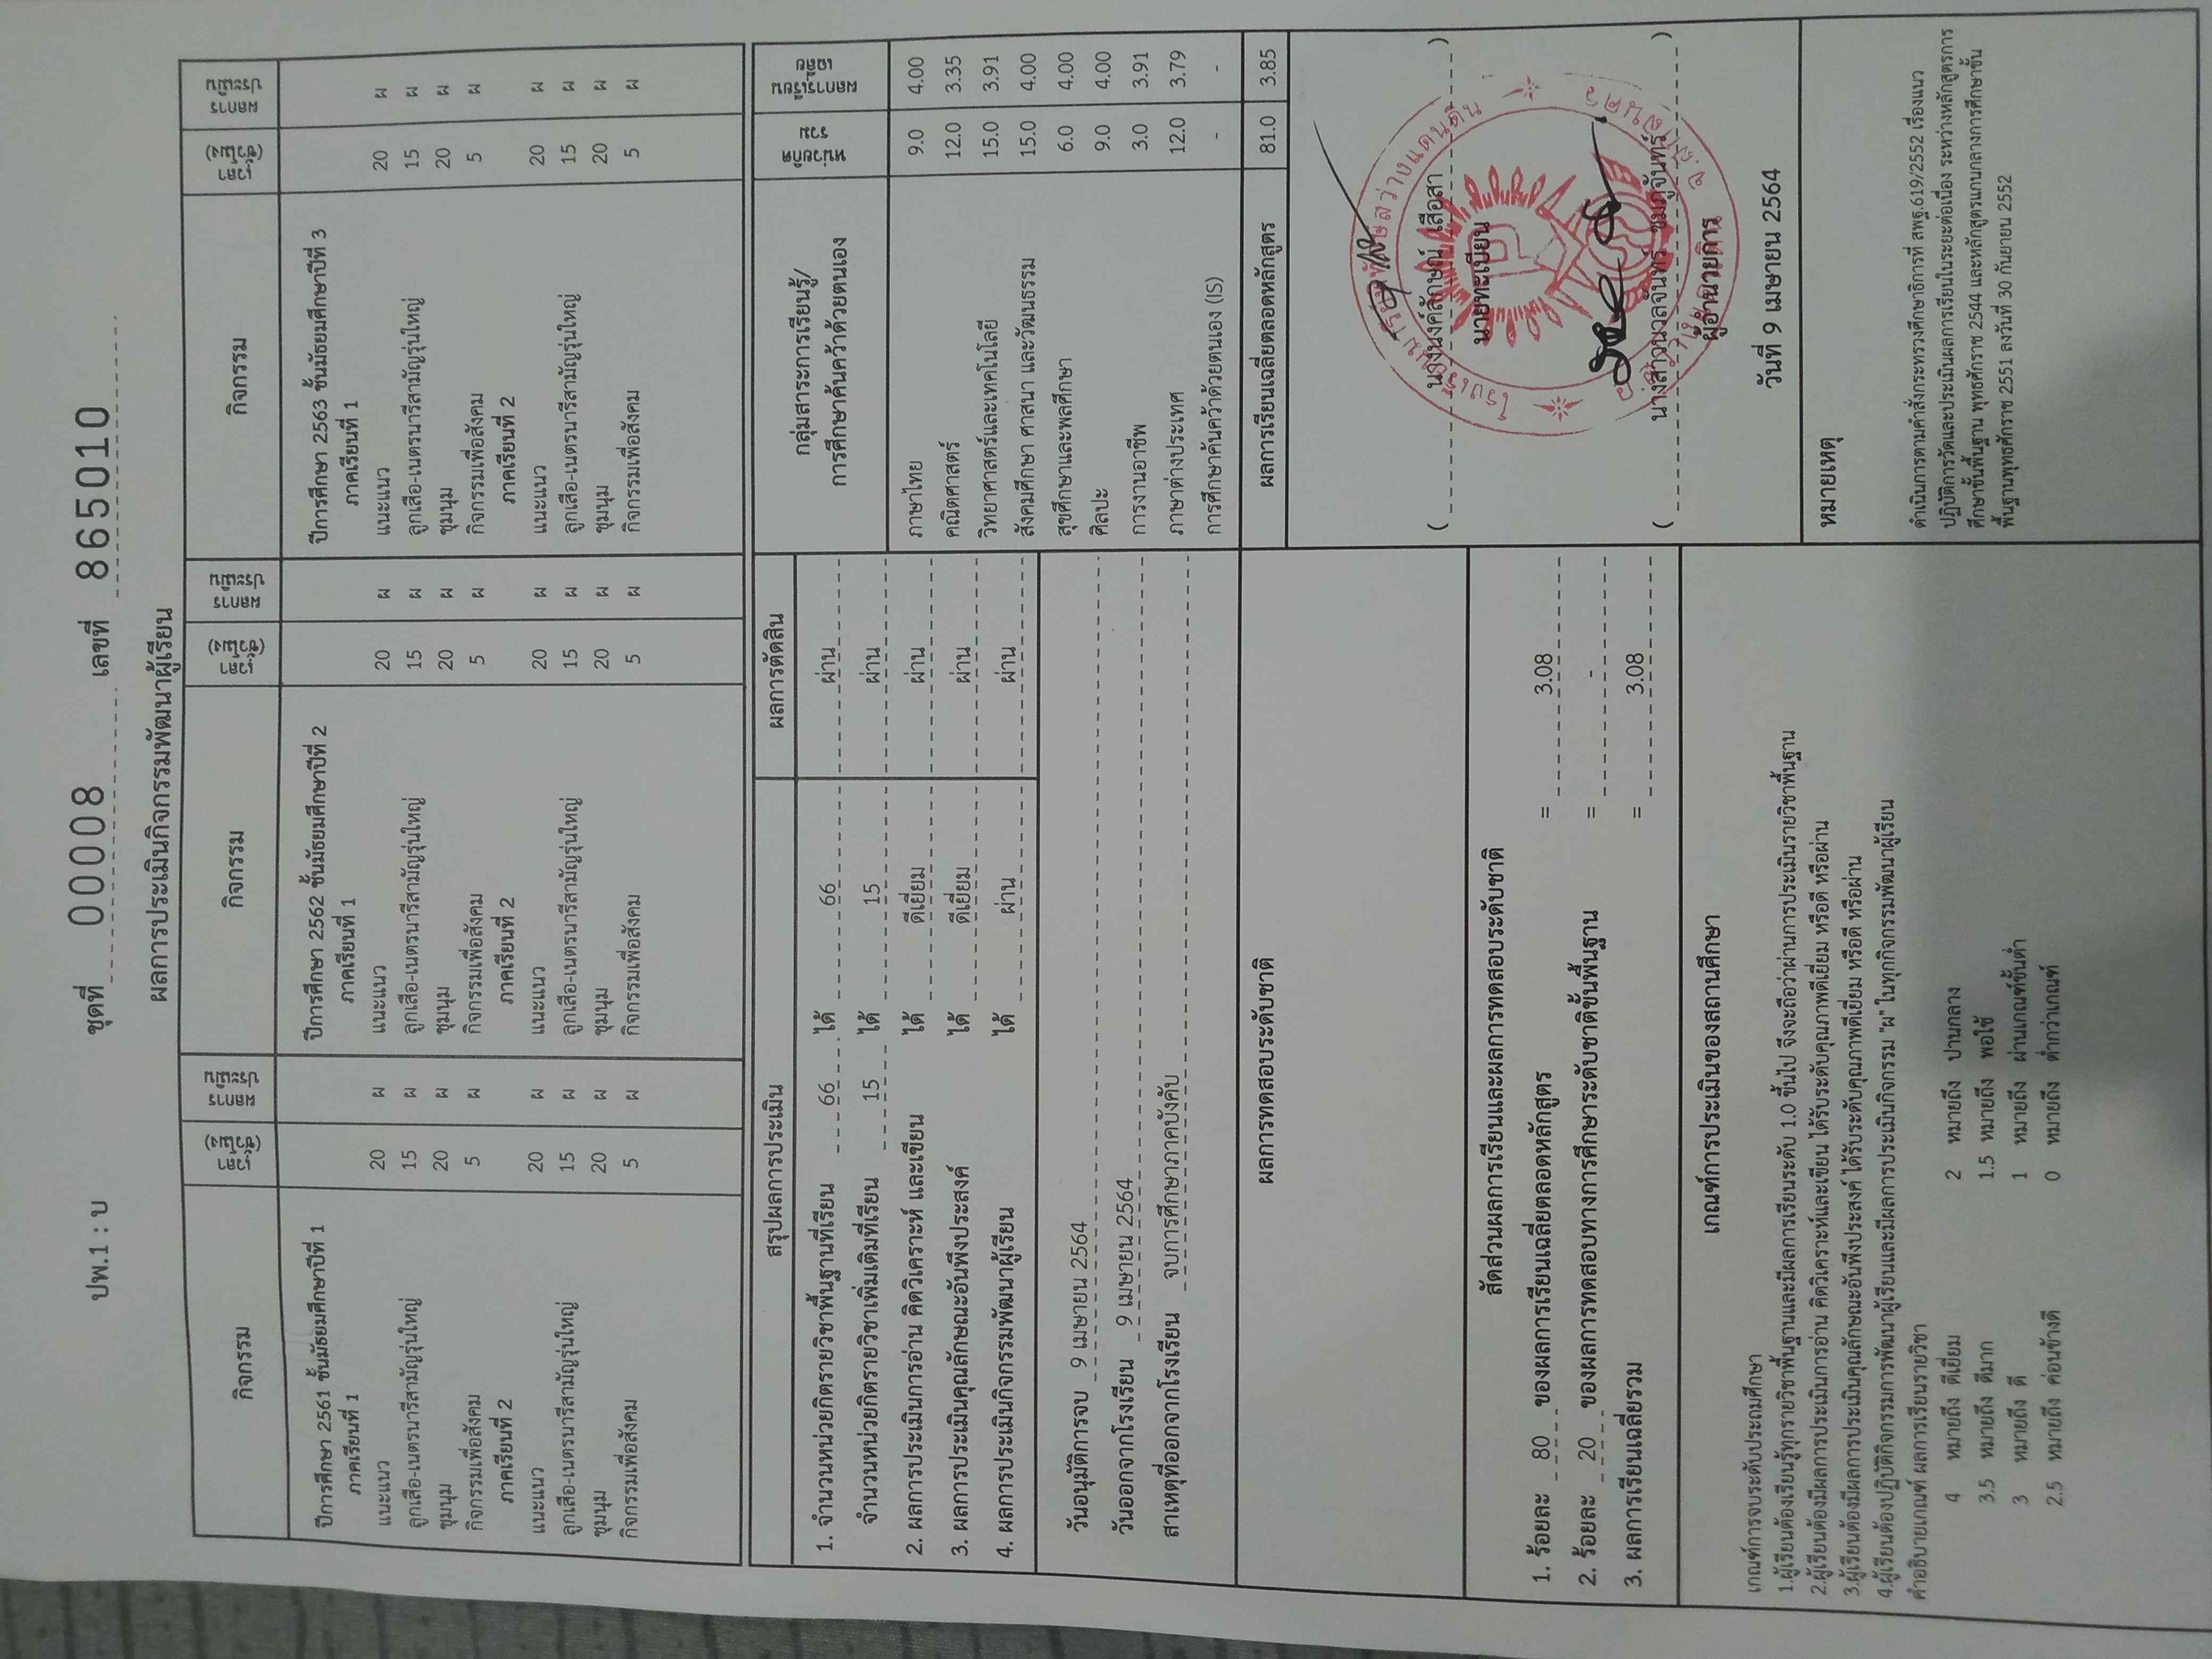 ปพ.1 : บ ชุดที่ 00008 เลขที่ 865010
ผลการประเมินกิจกรรมพัฒนาผู้เรียน
กิจกรรม เวลา (ชั่วโมง) ผลการประเมิน กิจกรรม เวลา (ชั่วโมง) ผลการประเมิน กิจกรรม เวลา (ชั่วโมง) ผลการประเมิน
ปีการศึกษา 2561 ชั้นมัธยมศึกษาปีที่ 1 ปีการศึกษา 2562 ชั้นมัธยมศึกษาปีที่ 2 ปีการศึกษา 2563 ชั้นมัธยมศึกษาปีที่ 3
ภาคเรียนที่ 1 ภาคเรียนที่ 1 ภาคเรียนที่ 1
แนะแนว 20 ผ แนะแนว 20 ผ แนะแนว 20 ผ
ลูกเสือ-เนตรนารีสามัญรุ่นใหญ่ 15 ผ ลูกเสือ-เนตรนารีสามัญรุ่นใหญ่ 15 ผ ลูกเสือ-เนตรนารีสามัญรุ่นใหญ่ 15 ผ
ชุมนุม 20 ผ ชุมนุม 20 ผ ชุมนุม 20 ผ
กิจกรรมเพื่อสังคม 5 ผ กิจกรรมเพื่อสังคม 5 ผ กิจกรรมเพื่อสังคม 5 ผ
ภาคเรียนที่ 2 ภาคเรียนที่ 2 ภาคเรียนที่ 2
แนะแนว 20 ผ แนะแนว 20 ผ แนะแนว 20 ผ
ลูกเสือ-เนตรนารีสามัญรุ่นใหญ่ 15 ผ ลูกเสือ-เนตรนารีสามัญรุ่นใหญ่ 15 ผ ลูกเสือ-เนตรนารีสามัญรุ่นใหญ่ 15 ผ
ชุมนุม 20 ผ ชุมนุม 20 ผ ชุมนุม 20 ผ
กิจกรรมเพื่อสังคม 5 ผ กิจกรรมเพื่อสังคม 5 ผ กิจกรรมเพื่อสังคม 5 ผ
สรุปผลการประเมิน ผลการตัดสิน
1. จำนวนหน่วยกิตรายวิชาพื้นฐานที่เรียน 66 ได้ 66 ผ่าน
จำนวนหน่วยกิตรายวิชาเพิ่มเติมที่เรียน 15 ได้ 15 ผ่าน
2. ผลการประเมินการอ่าน คิดวิเคราะห์ และเขียน ได้ ดีเยี่ยม ผ่าน
3. ผลการประเมินคุณลักษณะอันพึงประสงค์ ได้ ดีเยี่ยม ผ่าน
4. ผลการประเมินกิจกรรมพัฒนาผู้เรียน ได้ ผ่าน ผ่าน
วันอนุมัติการจบ 9 เมษายน 2564
วันออกจากโรงเรียน 9 เมษายน 2564
สาเหตุที่ออกจากโรงเรียน จบการศึกษาภาคบังคับ
กลุ่มสาระการเรียนรู้/
การศึกษาค้นคว้าด้วยตนเอง
หน่วยกิตรวม ผลการเรียนเฉลี่ย
ภาษาไทย 9.0 4.00
คณิตศาสตร์ 12.0 3.35
วิทยาศาสตร์และเทคโนโลยี 15.0 3.91
สังคมศึกษา ศาสนา และวัฒนธรรม 15.0 4.00
สุขศึกษาและพลศึกษา 6.0 4.00
ศิลปะ 9.0 4.00
การงานอาชีพ 3.0 3.91
ภาษาต่างประเทศ 12.0 3.79
การศึกษาค้นคว้าด้วยตนเอง (IS) - -
ผลการเรียนเฉลี่ยตลอดหลักสูตร 81.0 3.85
ผลการทดสอบระดับชาติ
สัดส่วนผลการเรียนและผลการทดสอบระดับชาติ
1. ร้อยละ 80 ของผลการเรียนเฉลี่ยตลอดหลักสูตร = 3.08
2. ร้อยละ 20 ของผลการทดสอบทางการศึกษาระดับชาติขั้นพื้นฐาน = -
3. ผลการเรียนเฉลี่ยรวม = 3.08
( นางนงค์ลักษณ์ เสือสา )
นายทะเบียน
( นางสาวนวลจันทร์ ชมภูจันทร์ )
ผู้อำนวยการ
วันที่ 9 เมษายน 2564
เกณฑ์การประเมินของสถานศึกษา
เกณฑ์การจบระดับประถมศึกษา
1.ผู้เรียนต้องเรียนรู้ทุกรายวิชาพื้นฐานและมีผลการเรียนระดับ 1.0 ขึ้นไป จึงจะถือว่าผ่านการประเมินรายวิชาพื้นฐาน
2.ผู้เรียนต้องมีผลการประเมินการอ่าน คิดวิเคราะห์และเขียน ได้รับระดับคุณภาพดีเยี่ยม หรือดี หรือผ่าน
3.ผู้เรียนต้องมีผลการประเมินคุณลักษณะอันพึงประสงค์ ได้รับระดับคุณภาพดีเยี่ยม หรือดี หรือผ่าน
4.ผู้เรียนต้องปฏิบัติกิจกรรมการพัฒนาผู้เรียนและมีผลการประเมินกิจกรรม "ผ" ในทุกกิจกรรมพัฒนาผู้เรียน
คำอธิบายเกณฑ์ ผลการเรียนรายวิชา
4 หมายถึง ดีเยี่ยม 2 หมายถึง ปานกลาง
3.5 หมายถึง ดีมาก 1.5 หมายถึง พอใช้
3 หมายถึง ดี 1 หมายถึง ผ่านเกณฑ์ขั้นต่ำ
2.5 หมายถึง ค่อนข้างดี 0 หมายถึง ต่ำกว่าเกณฑ์
หมายเหตุ
ดำเนินการตามคำสั่งกระทรวงศึกษาธิการที่ สพฐ.619/2552 เรื่องแนว
ปฏิบัติการวัดและประเมินผลการเรียนในระยะต่อเนื่อง ระหว่างหลักสูตรการ
ศึกษาขั้นพื้นฐาน พุทธศักราช 2544 และหลักสูตรแกนกลางการศึกษาขั้น
พื้นฐานพุทธศักราช 2551 ลงวันที่ 30 กันยายน 2552